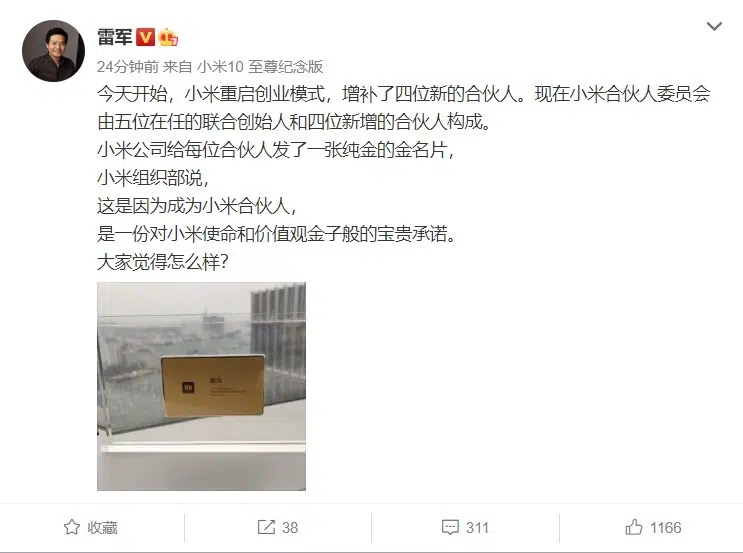 雷军
24分钟前 来自 小米10 至尊纪念版
今天开始，小米重启创业模式，增补了四位新的合伙人。现在小米合伙人委员会
由五位在任的联合创始人和四位新增的合伙人构成。
小米公司给每位合伙人发了一张纯金的金名片，
小米组织部说，
这是因为成为小米合伙人，
是一份对小米使命和价值观金子般的宝贵承诺。
大家觉得怎么样？
雷军
收藏
38
311
1166